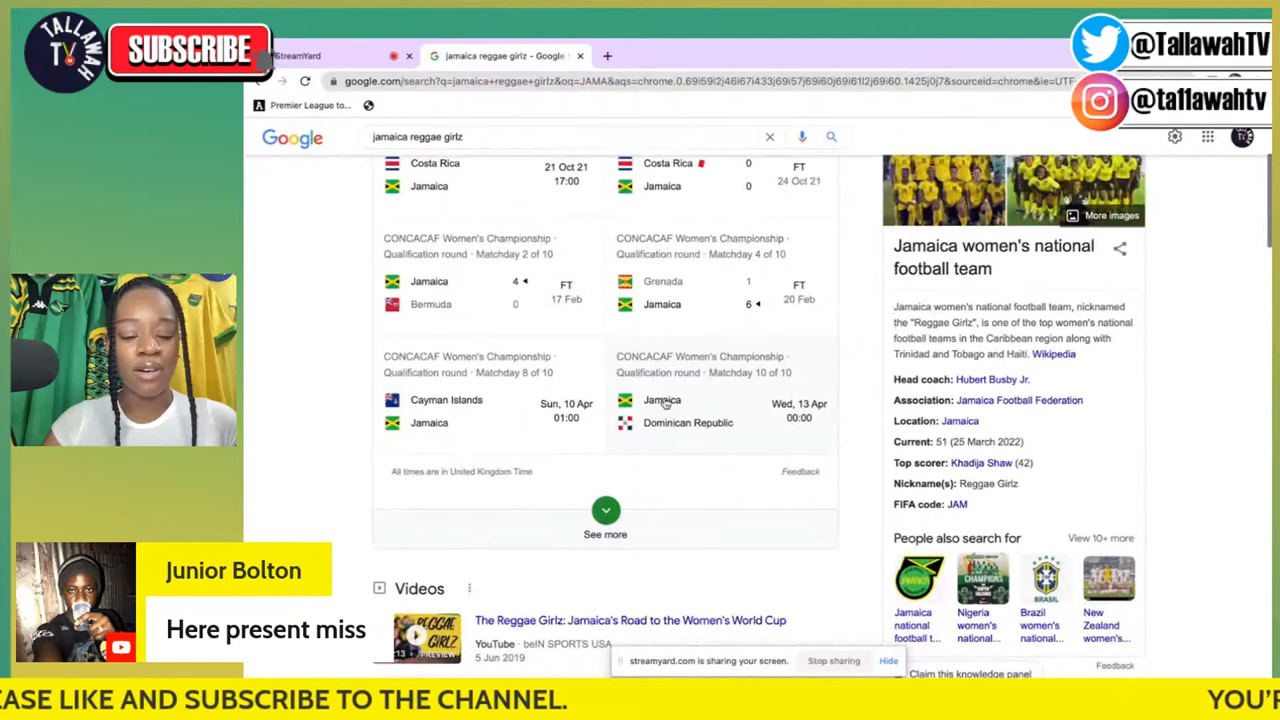 TALLAWAH
TV
SUBSCRIBE
StreamYard
jamaica reggae girlz - Google S
@TallawahTV
@ta11awahtv
google.com/search?q=jamaica+reggae+girlz&oq=JAMA&aqs=chrome.0.69i59l2j46i67i433j69i57j69i60j69i61l2j69i60.1425j0j7&sourceid=chrome&ie=UTF-
Premier League to...
Google
jamaica reggae girlz
Costa Rica
Jamaica
21 Oct 21
17:00
Costa Rica 0
Jamaica 0
FT
24 Oct 21
CONCACAF Women's Championship ·
Qualification round · Matchday 2 of 10
Jamaica 4
Bermuda 0
FT
17 Feb
CONCACAF Women's Championship ·
Qualification round · Matchday 4 of 10
Grenada 1
Jamaica 6
FT
20 Feb
CONCACAF Women's Championship ·
Qualification round · Matchday 8 of 10
Cayman Islands
Jamaica
Sun, 10 Apr
01:00
CONCACAF Women's Championship ·
Qualification round · Matchday 10 of 10
Jamaica
Dominican Republic
Wed, 13 Apr
00:00
All times are in United Kingdom Time
Feedback
See more
Videos
The Reggae Girlz: Jamaica's Road to the Women's World Cup
YouTube · beIN SPORTS USA
5 Jun 2019
REGGAE
GIRLZ
:13 PREVIEW
More images
Jamaica women's national
football team
Jamaica women's national football team, nicknamed
the "Reggae Girlz", is one of the top women's national
football teams in the Caribbean region along with
Trinidad and Tobago and Haiti. Wikipedia
Head coach: Hubert Busby Jr.
Association: Jamaica Football Federation
Location: Jamaica
Current: 51 (25 March 2022)
Top scorer: Khadija Shaw (42)
Nickname(s): Reggae Girlz
FIFA code: JAM
People also search for
View 10+ more
JAMAICA
CHAMPIONS
BRASIL
Jamaica
national
football t...
Nigeria
women's
national...
Brazil
women's
national...
New
Zealand
women's...
Feedback
Claim this knowledge panel
streamyard.com is sharing your screen.
Stop sharing
Hide
Junior Bolton
Here present miss
EASE LIKE AND SUBSCRIBE TO THE CHANNEL.
YOU'R